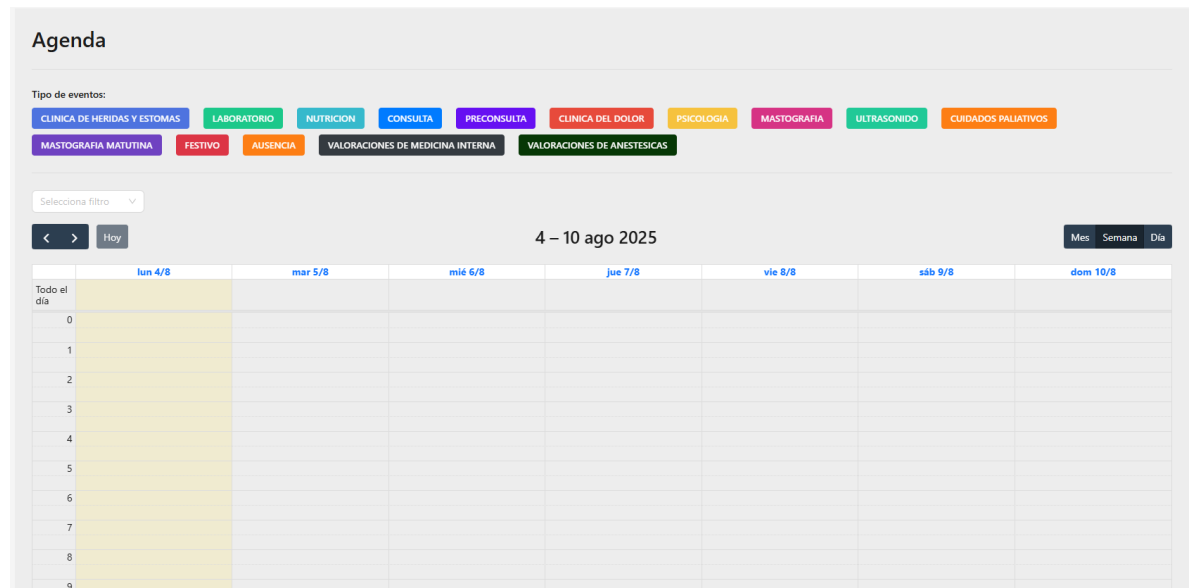 Agenda
Tipo de eventos:
CLINICA DE HERIDAS Y ESTOMAS LABORATORIO NUTRICION CONSULTA PRECONSULTA CLINICA DEL DOLOR PSICOLOGIA MASTOGRAFIA ULTRASONIDO CUIDADOS PALIATIVOS
MASTOGRAFIA MATUTINA FESTIVO AUSENCIA VALORACIONES DE MEDICINA INTERNA VALORACIONES DE ANESTESICAS
Selecciona filtro
Hoy 4 – 10 ago 2025 Mes Semana Día
lun 4/8 mar 5/8 mié 6/8 jue 7/8 vie 8/8 sáb 9/8 dom 10/8
Todo el
día
0
1
2
3
4
5
6
7
8
9